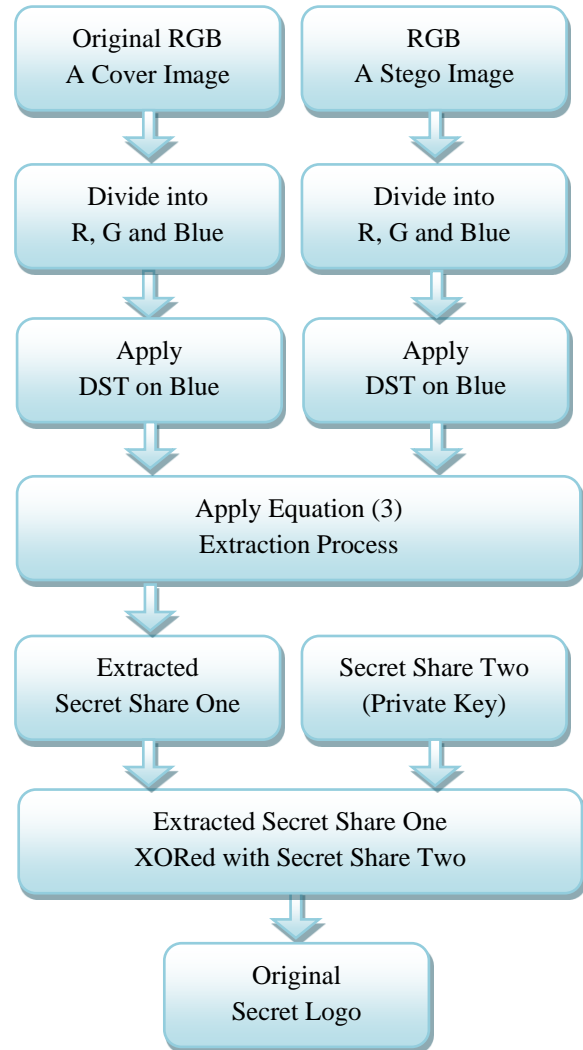 Original RGB
A Cover Image
RGB
A Stego Image
Divide into
R, G and Blue
Divide into
R, G and Blue
Apply
DST on Blue
Apply
DST on Blue
Apply Equation (3)
Extraction Process
Extracted
Secret Share One
Secret Share Two
(Private Key)
Extracted Secret Share One
XORed with Secret Share Two
Original
Secret Logo